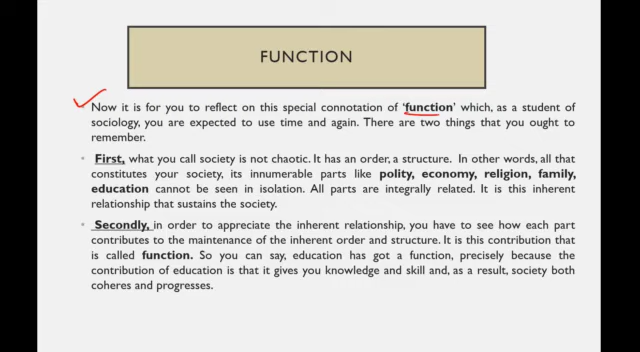 FUNCTION
Now it is for you to reflect on this special connotation of 'function' which, as a student of
sociology, you are expected to use time and again. There are two things that you ought to
remember.
• First, what you call society is not chaotic. It has an order, a structure. In other words, all that
constitutes your society, its innumerable parts like polity, economy, religion, family,
education cannot be seen in isolation. All parts are integrally related. It is this inherent
relationship that sustains the society.
• Secondly, in order to appreciate the inherent relationship, you have to see how each part
contributes to the maintenance of the inherent order and structure. It is this contribution that
is called function. So you can say, education has got a function, precisely because the
contribution of education is that it gives you knowledge and skill and, as a result, society both
coheres and progresses.